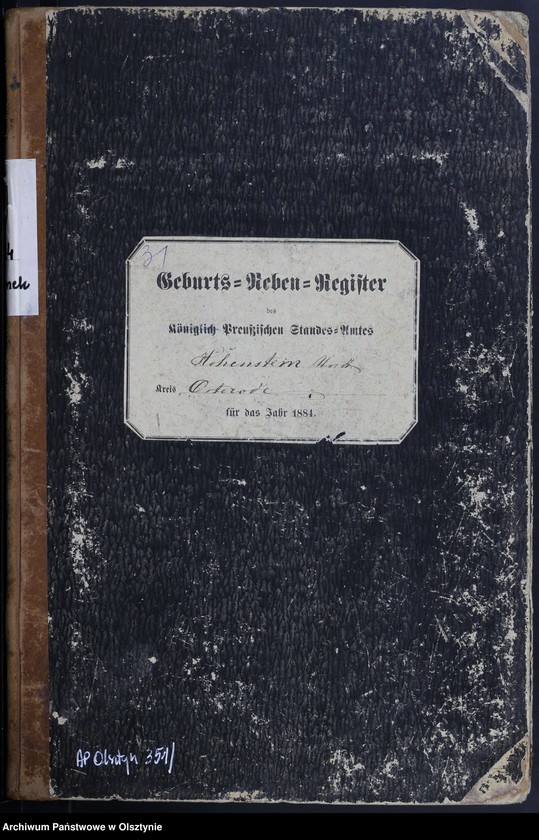 31
Geburts=Neben=Register
des
Königlich Preußischen Standes=Amtes
Hohenstein
Kreis Osterode
für das Jahr 1884.
AP Olsztyn 351/
Archiwum Państwowe w Olsztynie